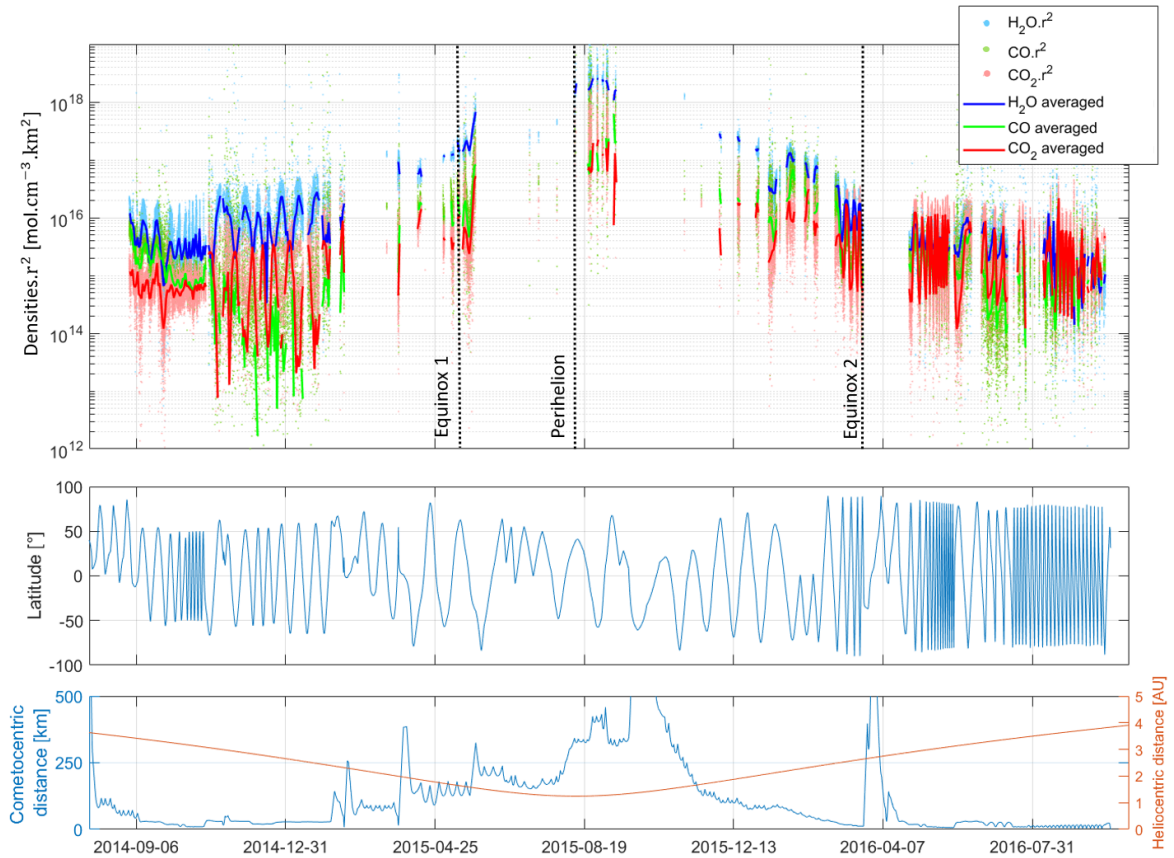 H₂O.r²
CO.r²
CO₂.r²
H₂O averaged
CO averaged
CO₂ averaged
Densities.r² [mol.cm⁻³.km²]
10¹⁸
10¹⁶
10¹⁴
10¹²
Equinox 1
Perihelion
Equinox 2
Latitude [°]
100
50
0
-50
-100
Cometocentric
distance [km]
500
250
0
5
4
3
2
1
0
Heliocentric distance [AU]
2014-09-06
2014-12-31
2015-04-25
2015-08-19
2015-12-13
2016-04-07
2016-07-31